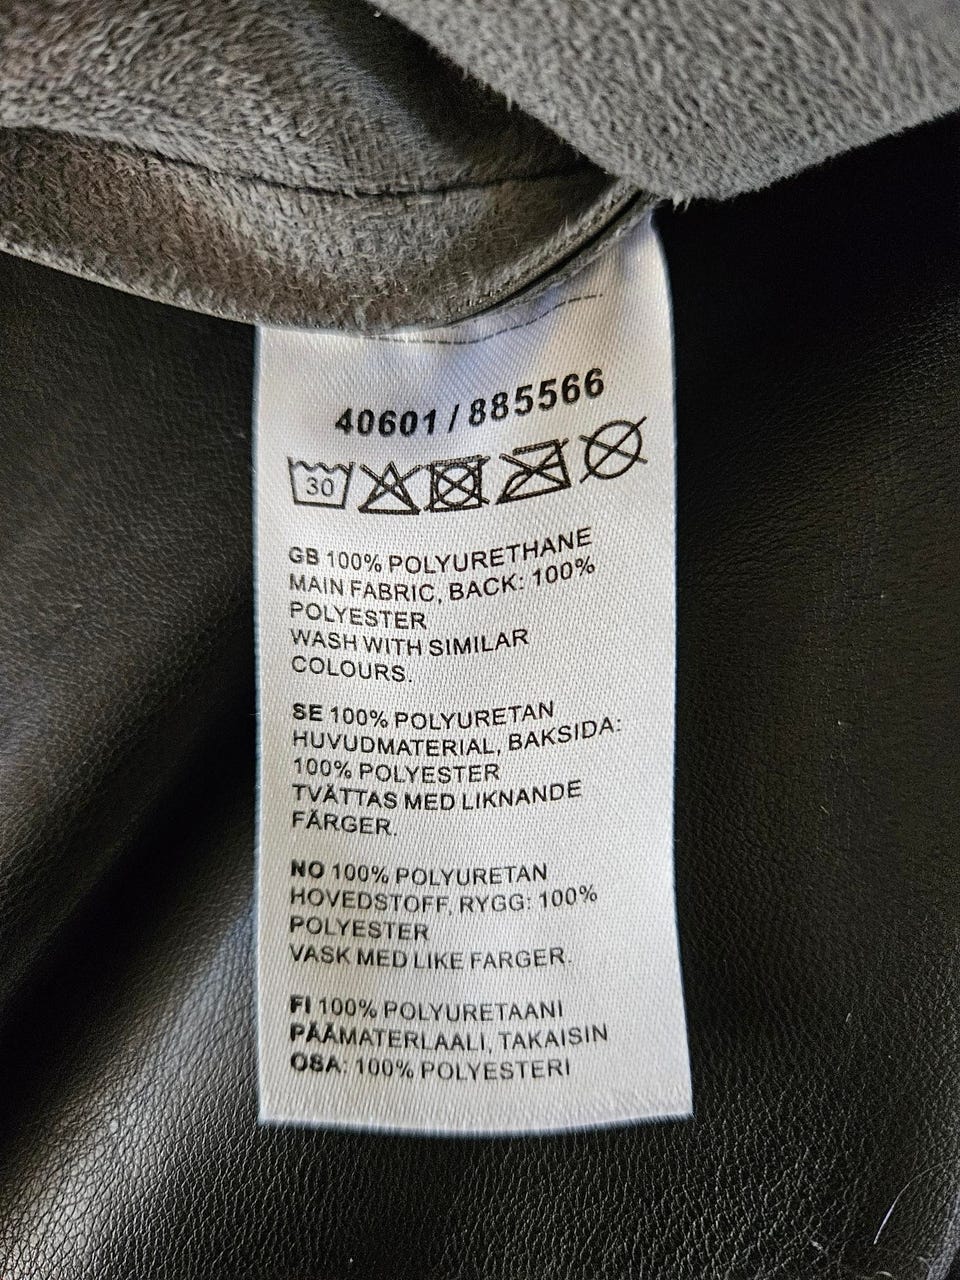 40601 / 885566
30
GB 100% POLYURETHANE
MAIN FABRIC, BACK: 100%
POLYESTER
WASH WITH SIMILAR
COLOURS.
SE 100% POLYURETAN
HUVUDMATERIAL, BAKSIDA:
100% POLYESTER
TVÄTTAS MED LIKNANDE
FÄRGER.
NO 100% POLYURETAN
HOVEDSTOFF, RYGG: 100%
POLYESTER
VASK MED LIKE FARGER.
FI 100% POLYURETAANI
PÄÄMATERLAALI, TAKAISIN
OSA: 100% POLYESTERI